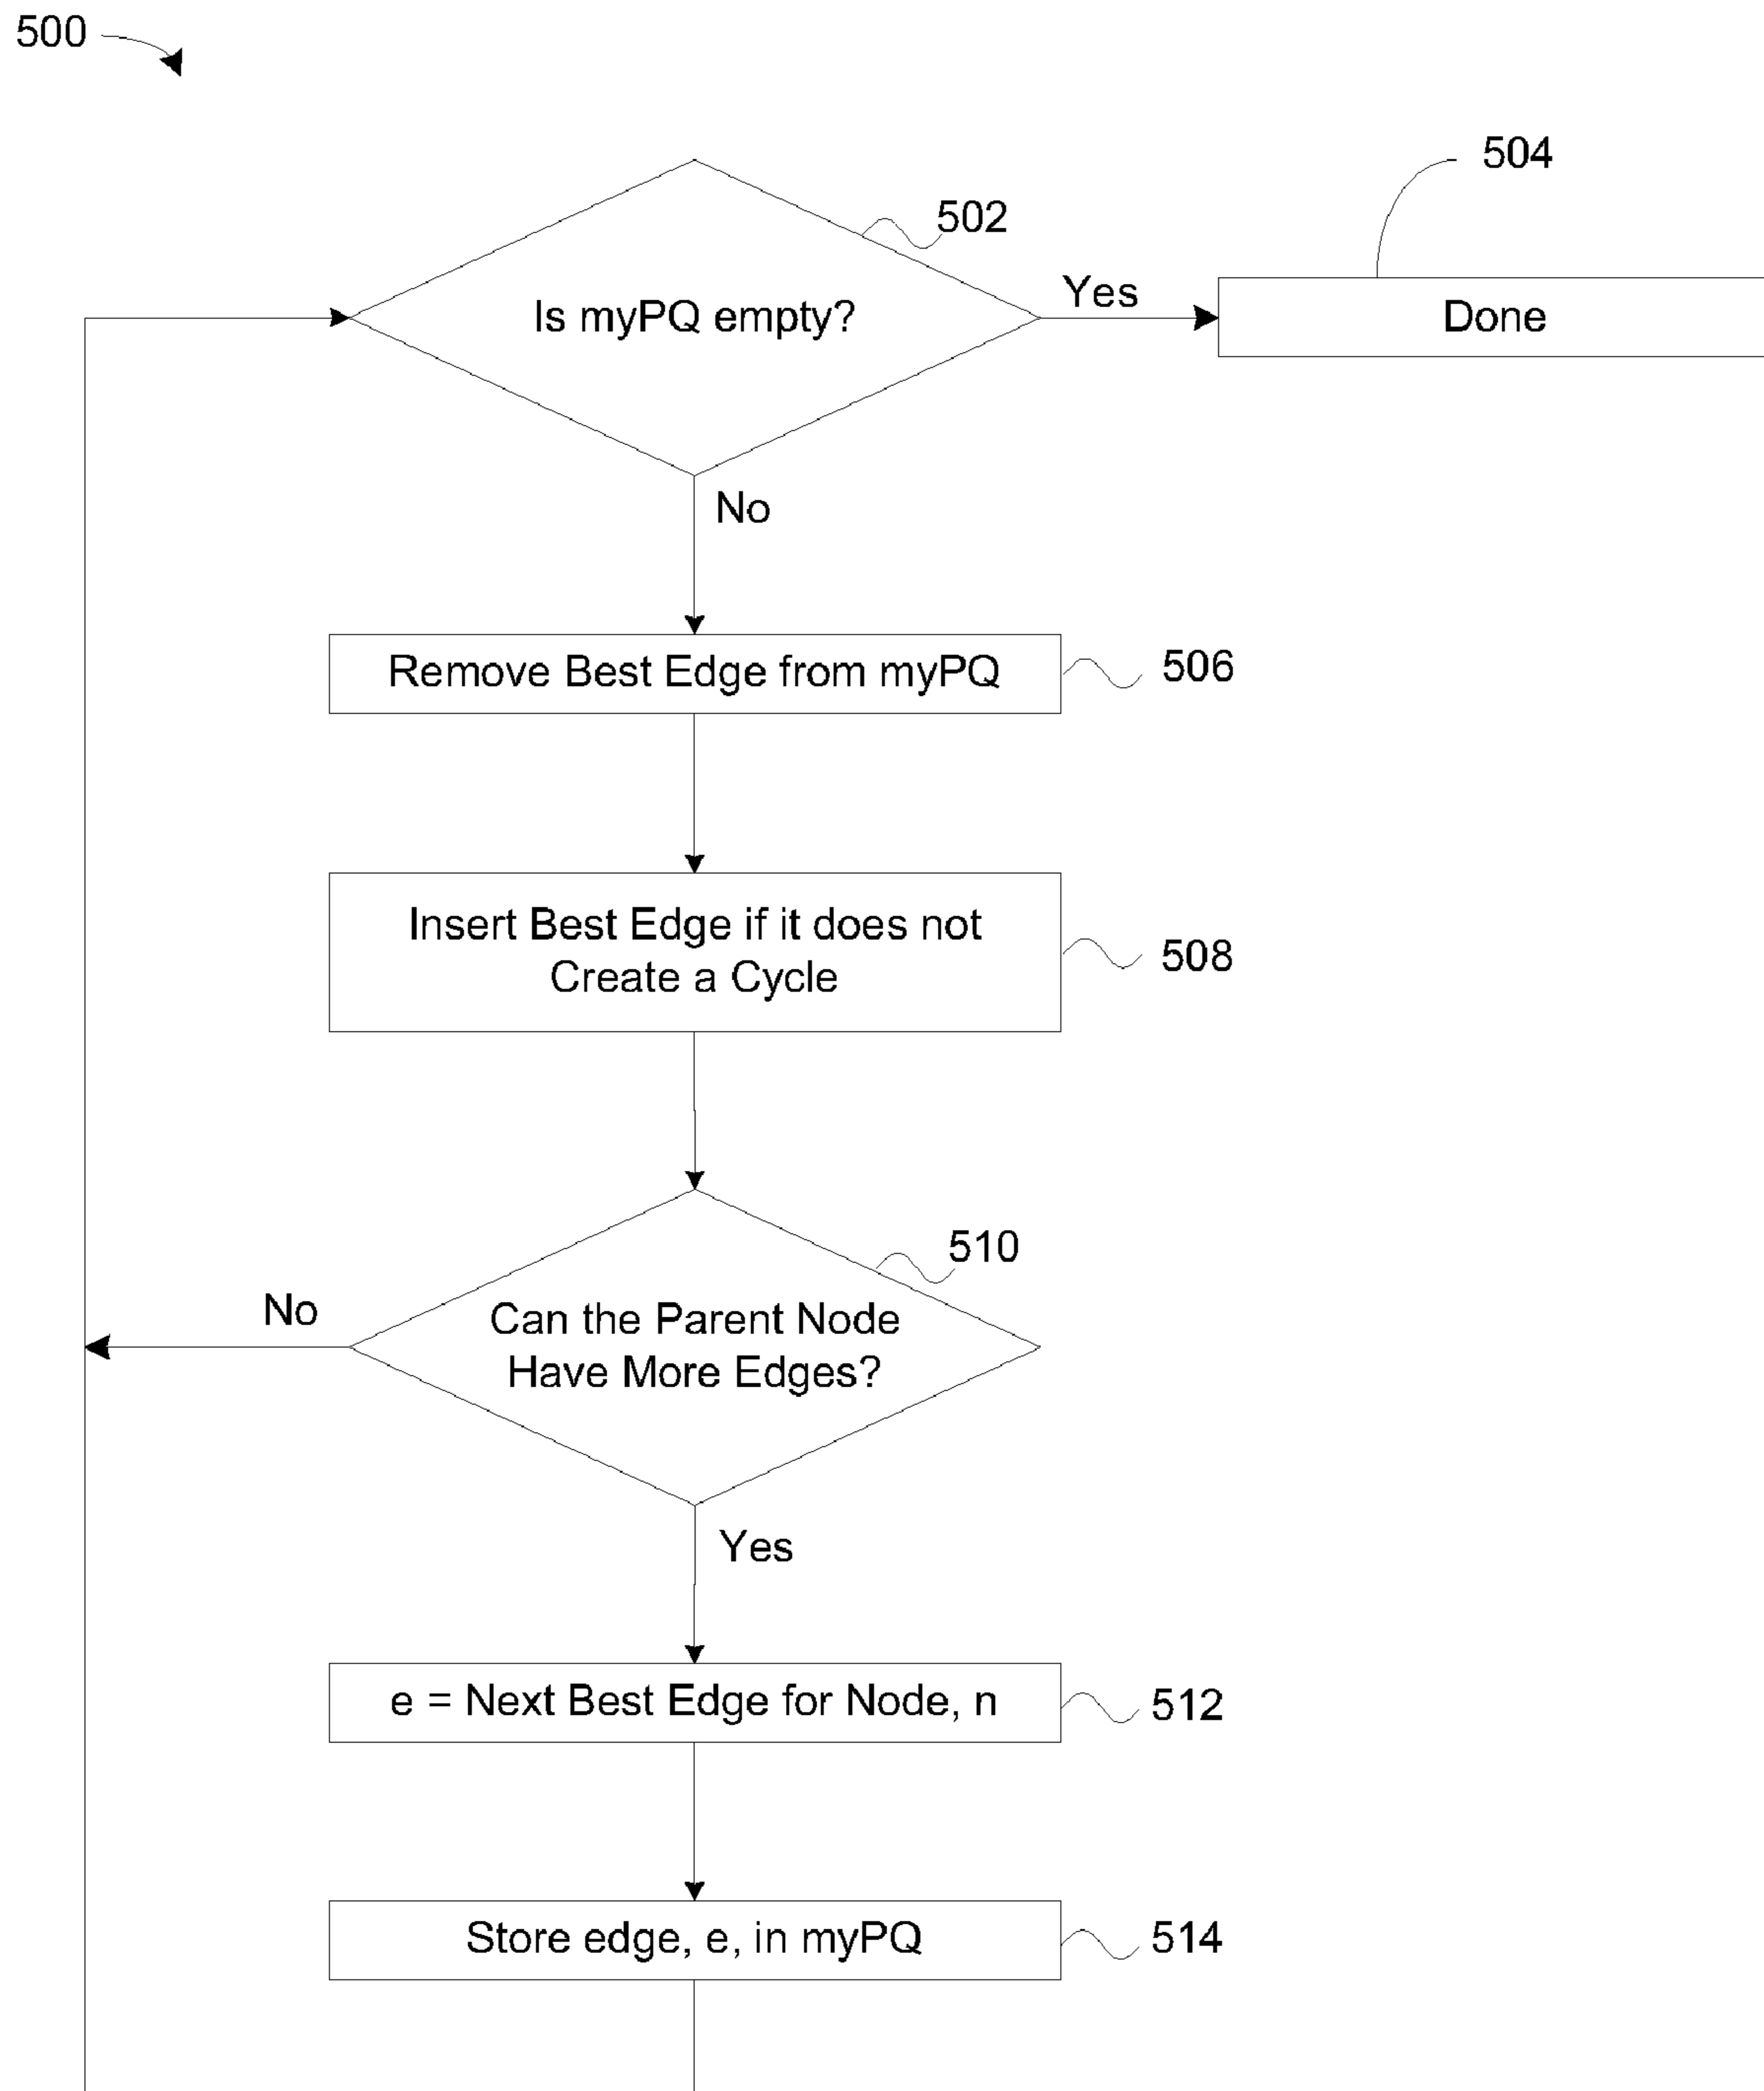 500
504
502
Is myPQ empty?
Yes
Done
No
Remove Best Edge from myPQ
506
Insert Best Edge if it does not
Create a Cycle
508
510
No
Can the Parent Node
Have More Edges?
Yes
e = Next Best Edge for Node, n
512
Store edge, e, in myPQ
514